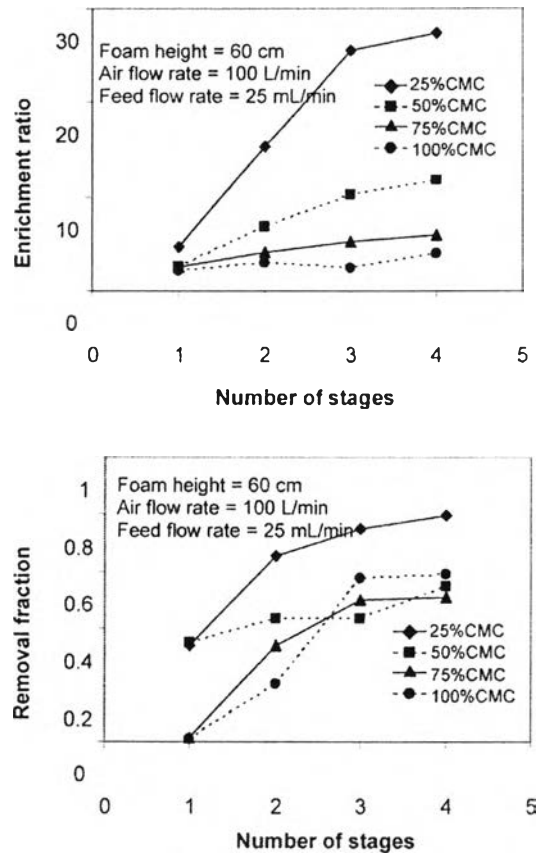 30
20
10
0
Enrichment ratio
Foam height = 60 cm
Air flow rate = 100 L/min
Feed flow rate = 25 mL/min
25%CMC
50%CMC
75%CMC
100%CMC
0 1 2 3 4 5
Number of stages
1
0.8
0.6
0.4
0.2
0
Removal fraction
Foam height = 60 cm
Air flow rate = 100 L/min
Feed flow rate = 25 mL/min
25%CMC
50%CMC
75%CMC
100%CMC
0 1 2 3 4 5
Number of stages